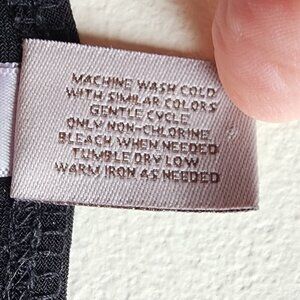 MACHINE WASH COLD
WITH SIMILAR COLORS
GENTLE CYCLE
ONLY NON-CHLORINE
BLEACH WHEN NEEDED
TUMBLE DRY LOW
WARM IRON AS NEEDED